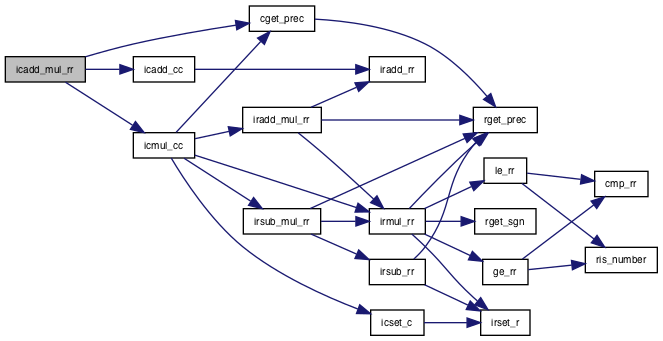 cget_prec
icadd_mul_rr
icadd_cc
iradd_rr
iradd_mul_rr
rget_prec
icmul_cc
le_rr
cmp_rr
irsub_mul_rr
irmul_rr
rget_sgn
ris_number
irsub_rr
ge_rr
icset_c
irset_r